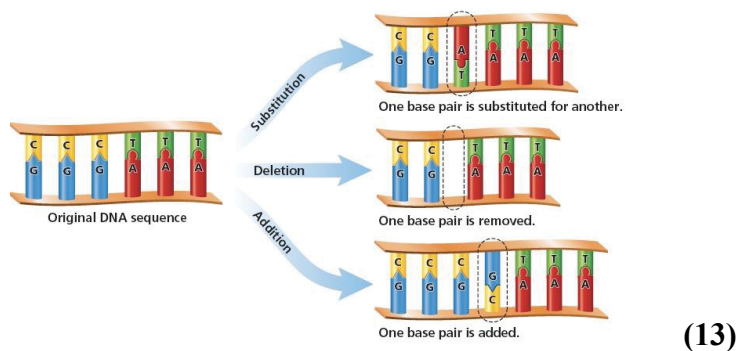 C C A T T T
G G T A A A
Substitution
One base pair is substituted for another.
C C C T T T
G G G A A A
Original DNA sequence
Deletion
C C T T T
G G A A A
One base pair is removed.
Addition
C C C G T T T
G G G C A A A
One base pair is added.
(13)